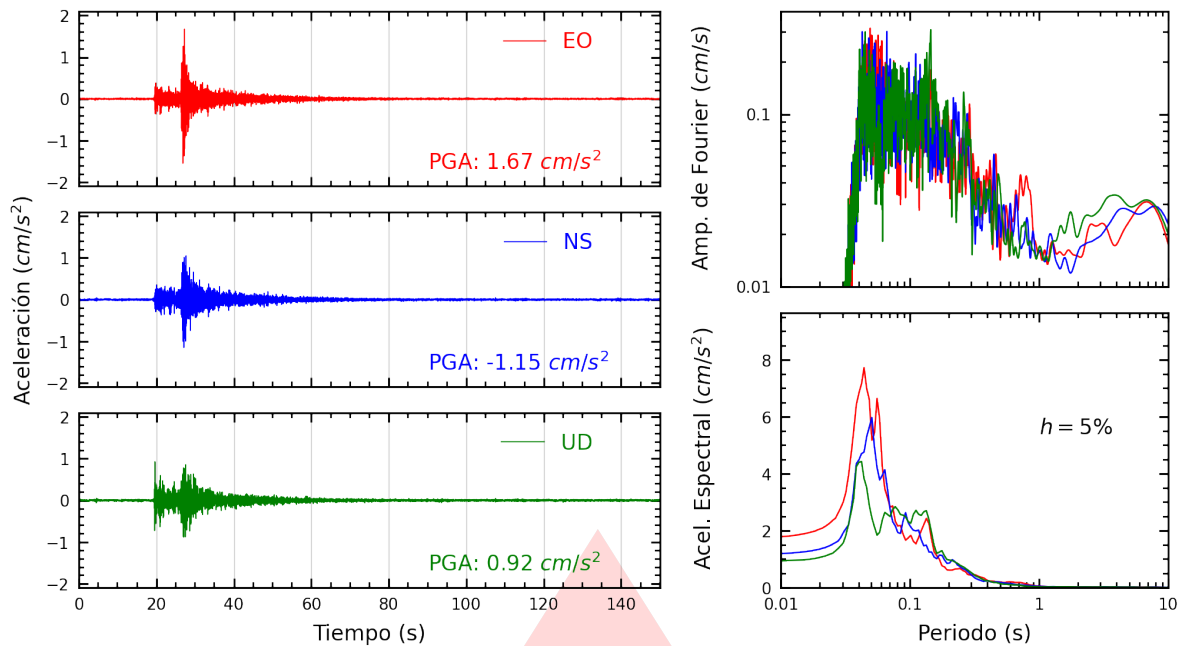 Aceleración (cm/s²)
2
1
0
−1
−2
EO
PGA: 1.67 cm/s²
2
1
0
−1
−2
NS
PGA: -1.15 cm/s²
2
1
0
−1
−2
UD
PGA: 0.92 cm/s²
0 20 40 60 80 100 120 140
Tiempo (s)
Amp. de Fourier (cm/s)
0.1
0.01
Acel. Espectral (cm/s²)
8
6
4
2
0
h = 5%
0.01 0.1 1 10
Periodo (s)